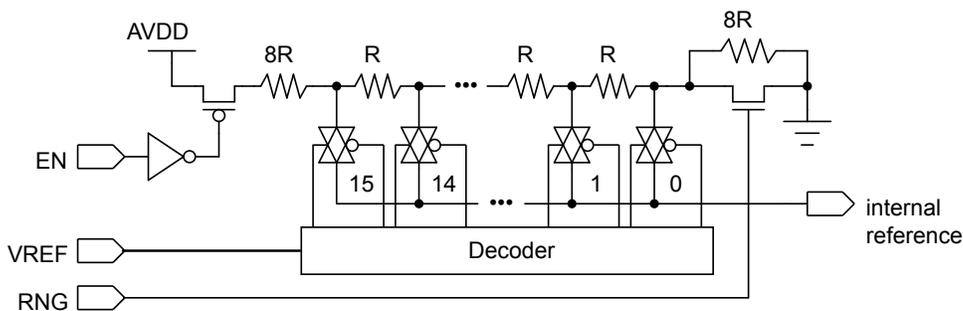 AVDD
8R
R
R
R
8R
EN
15
14
1
0
internal
reference
VREF
Decoder
RNG